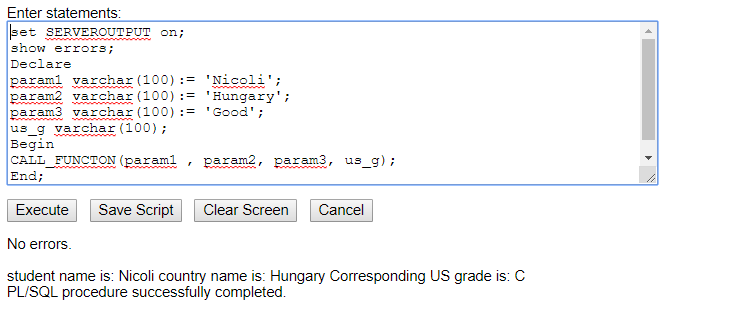 Enter statements:
set SERVEROUTPUT on;
show errors;
Declare
param1 varchar(100):= 'Nicoli';
param2 varchar(100):= 'Hungary';
param3 varchar(100):= 'Good';
us_g varchar(100);
Begin
CALL_FUNCTON(param1 , param2, param3, us_g);
End;
Execute Save Script Clear Screen Cancel
No errors.
student name is: Nicoli country name is: Hungary Corresponding US grade is: C
PL/SQL procedure successfully completed.